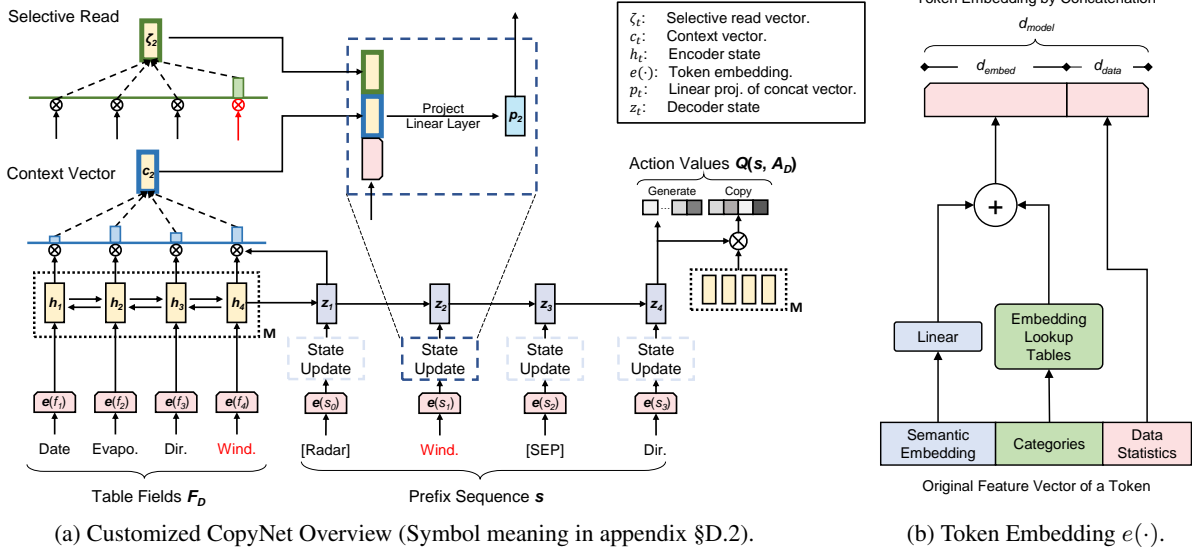 Selective Read
ζ₂
Context Vector
c₂
Project
Linear Layer
p₂
ζₜ: Selective read vector.
cₜ: Context vector.
hₜ: Encoder state
e(·): Token embedding.
pₜ: Linear proj. of concat vector.
zₜ: Decoder state
Action Values Q(s, A_D)
Generate Copy
...
M
h₁ h₂ h₃ h₄
M
z₁ z₂ z₃ z₄
State Update
State Update
State Update
State Update
e(f₁) e(f₂) e(f₃) e(f₄) e(s₀) e(s₁) e(s₂) e(s₃)
Date Evapo. Dir. Wind. [Radar] Wind. [SEP] Dir.
Table Fields F_D
Prefix Sequence s
(a) Customized CopyNet Overview (Symbol meaning in appendix §D.2).
Token Embedding by Concatenation
d_model
d_embed d_data
+
Linear
Embedding
Lookup
Tables
Semantic
Embedding
Categories
Data
Statistics
Original Feature Vector of a Token
(b) Token Embedding e(·).